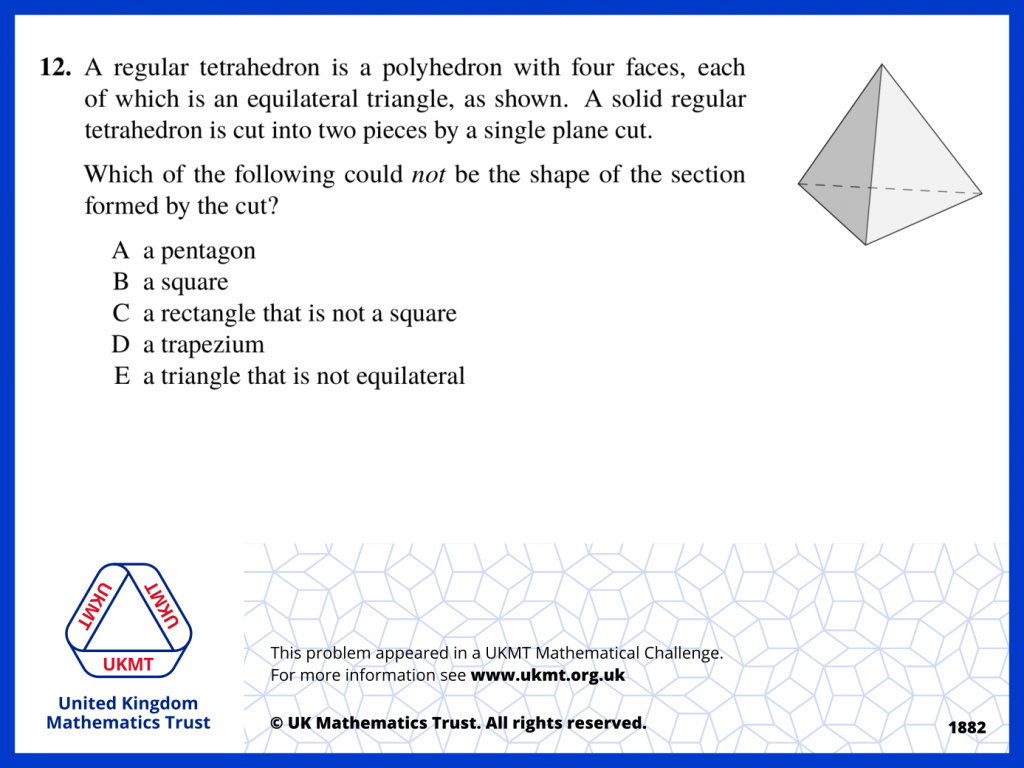 12. A regular tetrahedron is a polyhedron with four faces, each
of which is an equilateral triangle, as shown. A solid regular
tetrahedron is cut into two pieces by a single plane cut.
Which of the following could not be the shape of the section
formed by the cut?
A a pentagon
B a square
C a rectangle that is not a square
D a trapezium
E a triangle that is not equilateral
UKMT
UKMT
UKMT
United Kingdom
Mathematics Trust
This problem appeared in a UKMT Mathematical Challenge.
For more information see www.ukmt.org.uk
© UK Mathematics Trust. All rights reserved.
1882